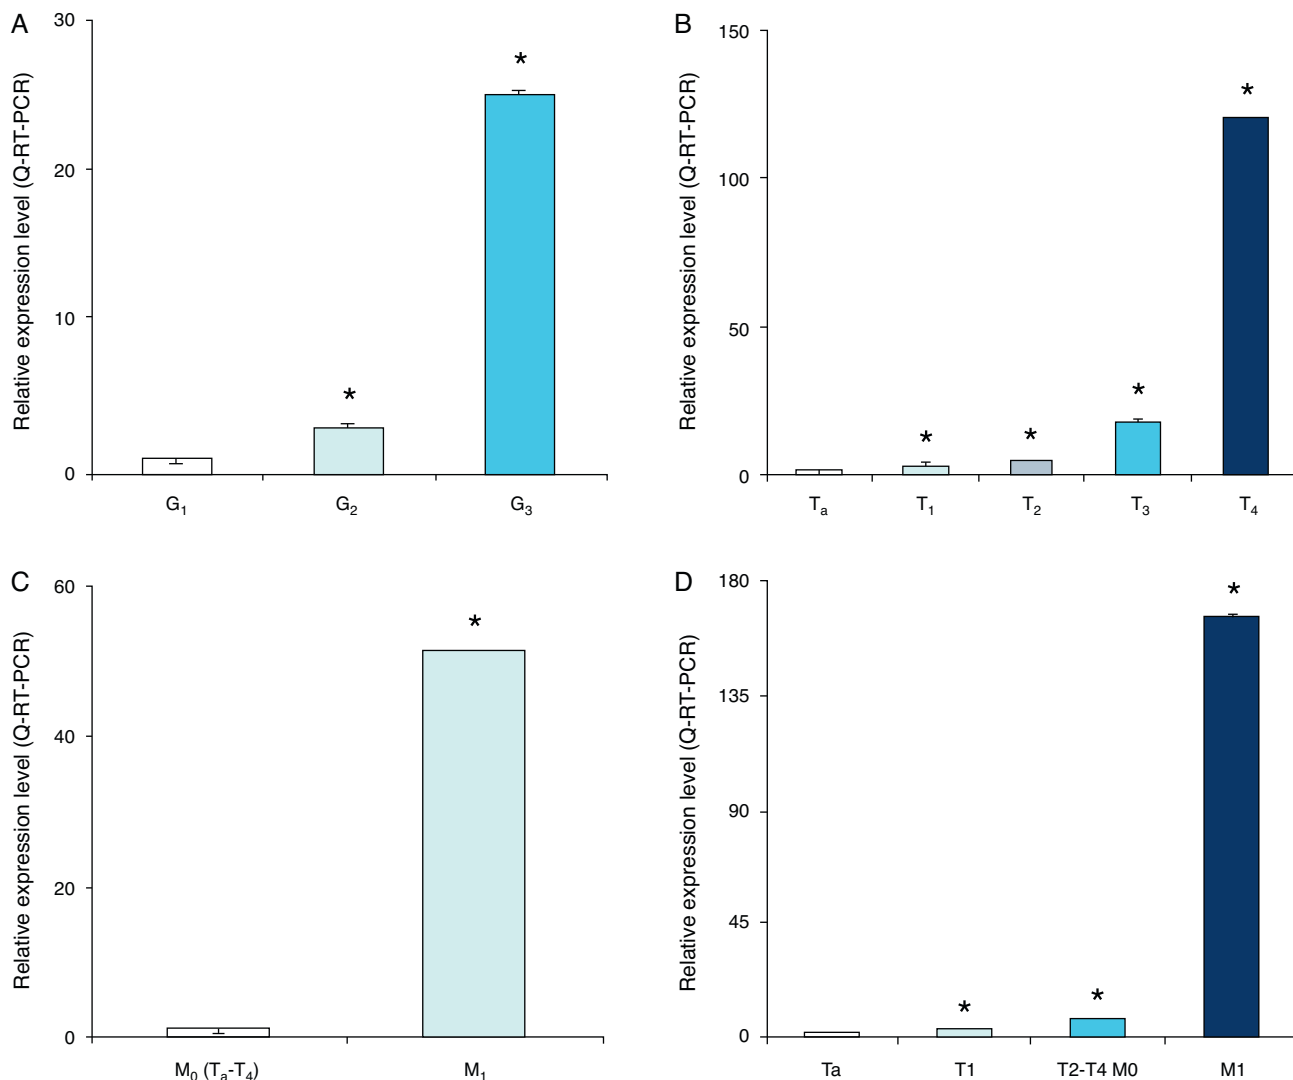 A
Relative expression level (Q-RT-PCR)
30
20
10
0
*
*
G₁ G₂ G₃
B
Relative expression level (Q-RT-PCR)
150
100
50
0
*
*
*
*
Tₐ T₁ T₂ T₃ T₄
C
Relative expression level (Q-RT-PCR)
60
40
20
0
*
M₀ (Tₐ-T₄) M₁
D
Relative expression level (Q-RT-PCR)
180
135
90
45
0
*
*
*
Ta T1 T2-T4 M0 M1